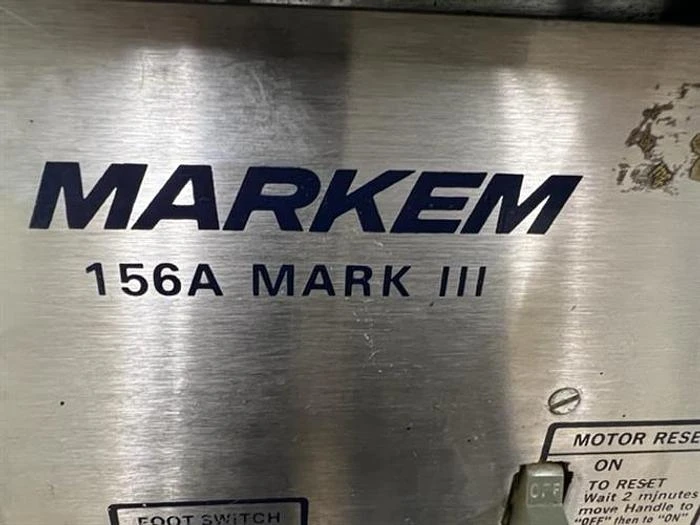 MARKEM
156A MARK III
MOTOR RESE
ON
TO RESET
Wait 2 minutes
move Handle to
"OFF" then to "ON"
OFF
FOOT SWITCH